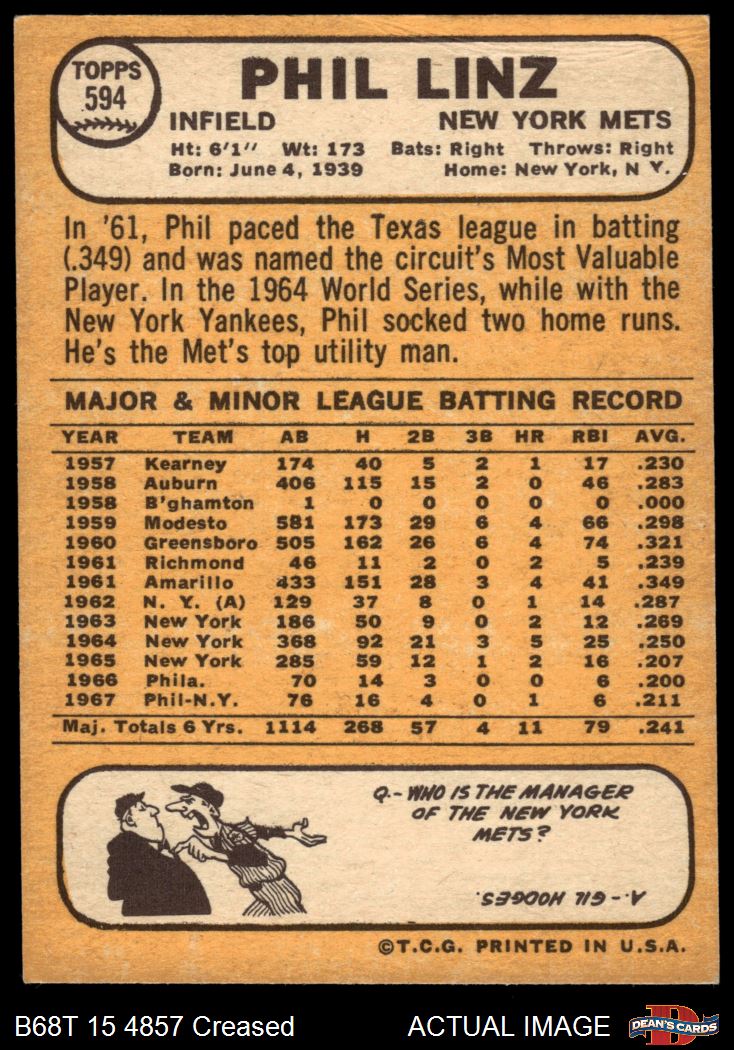 TOPPS
594
PHIL LINZ
INFIELD NEW YORK METS
Ht: 6'1" Wt: 173 Bats: Right Throws: Right
Born: June 4, 1939 Home: New York, N Y.
In '61, Phil paced the Texas league in batting
(.349) and was named the circuit's Most Valuable
Player. In the 1964 World Series, while with the
New York Yankees, Phil socked two home runs.
He's the Met's top utility man.
MAJOR & MINOR LEAGUE BATTING RECORD
YEAR TEAM AB H 2B 3B HR RBI AVG.
1957 Kearney 174 40 5 2 1 17 .230
1958 Auburn 406 115 15 2 0 46 .283
1958 B'ghamton 1 0 0 0 0 0 .000
1959 Modesto 581 173 29 6 4 66 .298
1960 Greensboro 505 162 26 6 4 74 .321
1961 Richmond 46 11 2 0 2 5 .239
1961 Amarillo 433 151 28 3 4 41 .349
1962 N. Y. (A) 129 37 8 0 1 14 .287
1963 New York 186 50 9 0 2 12 .269
1964 New York 368 92 21 3 5 25 .250
1965 New York 285 59 12 1 2 16 .207
1966 Phila. 70 14 3 0 0 6 .200
1967 Phil-N.Y. 76 16 4 0 1 6 .211
Maj. Totals 6 Yrs. 1114 268 57 4 11 79 .241
Q.- WHO IS THE MANAGER
OF THE NEW YORK
METS?
A.- GIL HODGES.
©T.C.G. PRINTED IN U.S.A.
B68T 15 4857 Creased ACTUAL IMAGE
D
DEAN'S CARDS